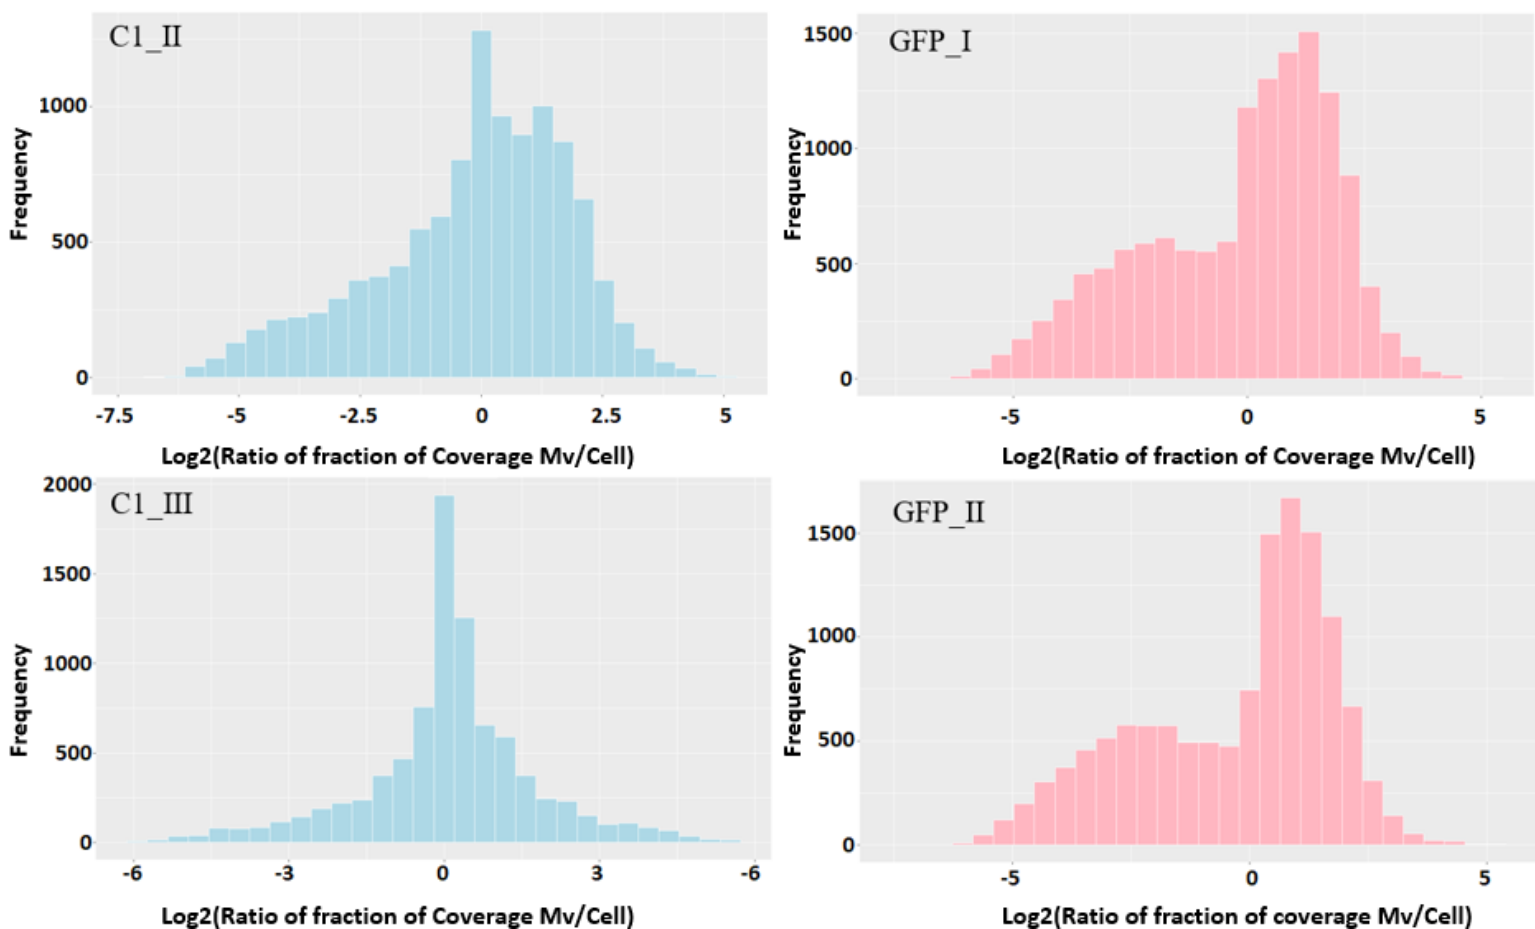 C1_II
1000
500
0
Frequency
-7.5 -5 -2.5 0 2.5 5
Log2(Ratio of fraction of Coverage Mv/Cell)
GFP_I
1500
1000
500
0
Frequency
-5 0 5
Log2(Ratio of fraction of Coverage Mv/Cell)
C1_III
2000
1500
1000
500
0
Frequency
-6 -3 0 3 -6
Log2(Ratio of fraction of Coverage Mv/Cell)
GFP_II
1500
1000
500
0
Frequency
-5 0 5
Log2(Ratio of fraction of coverage Mv/Cell)